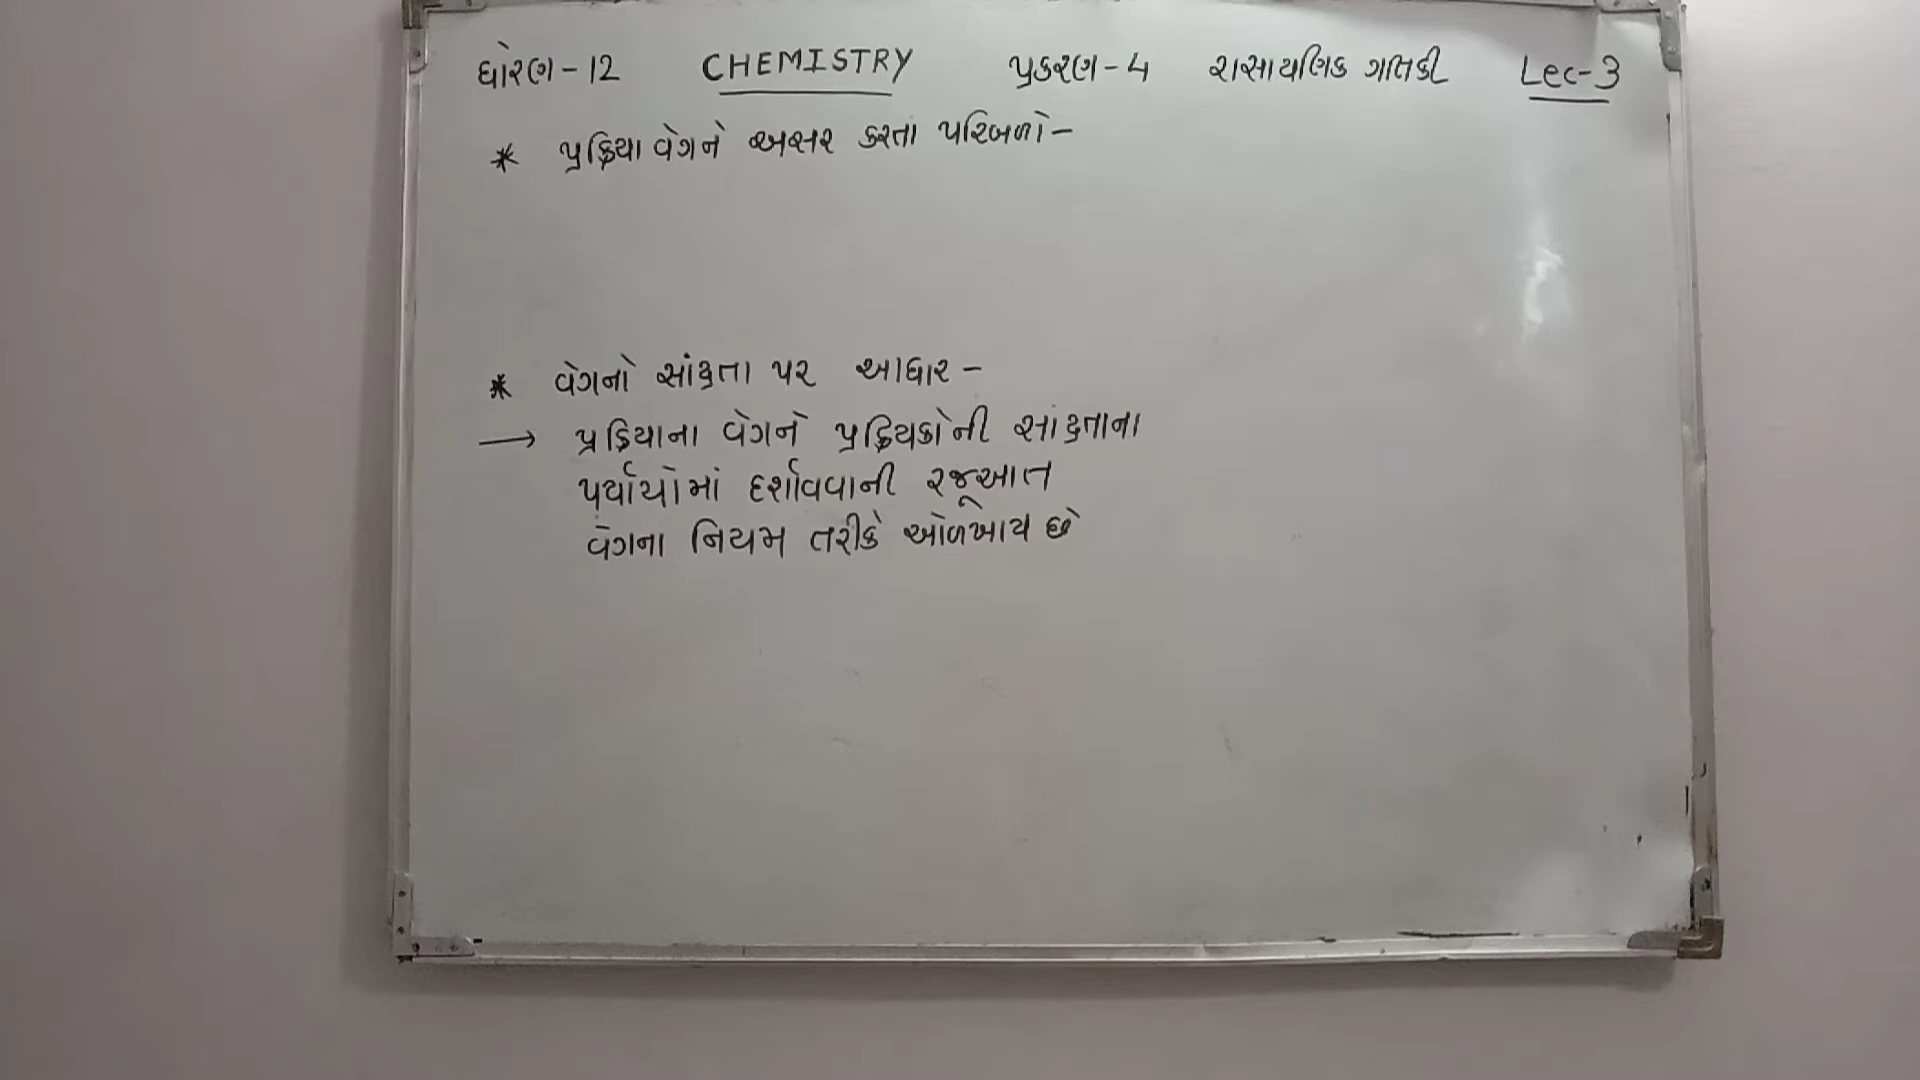 ધોરણ-12 CHEMISTRY પ્રકરણ-4 રાસાયણિક ગતિકી Lec-3
* પ્રક્રિયા વેગને અસર કરતા પરિબળો-
* વેગનો સાંદ્રતા પર આધાર-
→ પ્રક્રિયાના વેગને પ્રક્રિયકોની સાંદ્રતાના
પર્યાયોમાં દર્શાવવાની રજૂઆત
વેગના નિયમ તરીકે ઓળખાય છે